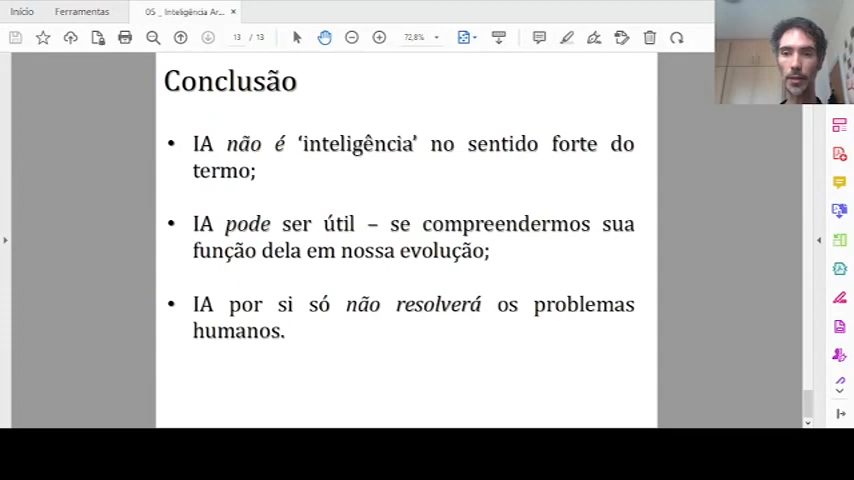 Início
Ferramentas
05 _ Inteligência Ar...
13 / 13
72,8%
Conclusão
• IA não é ‘inteligência’ no sentido forte do
termo;
• IA pode ser útil – se compreendermos sua
função dela em nossa evolução;
• IA por si só não resolverá os problemas
humanos.